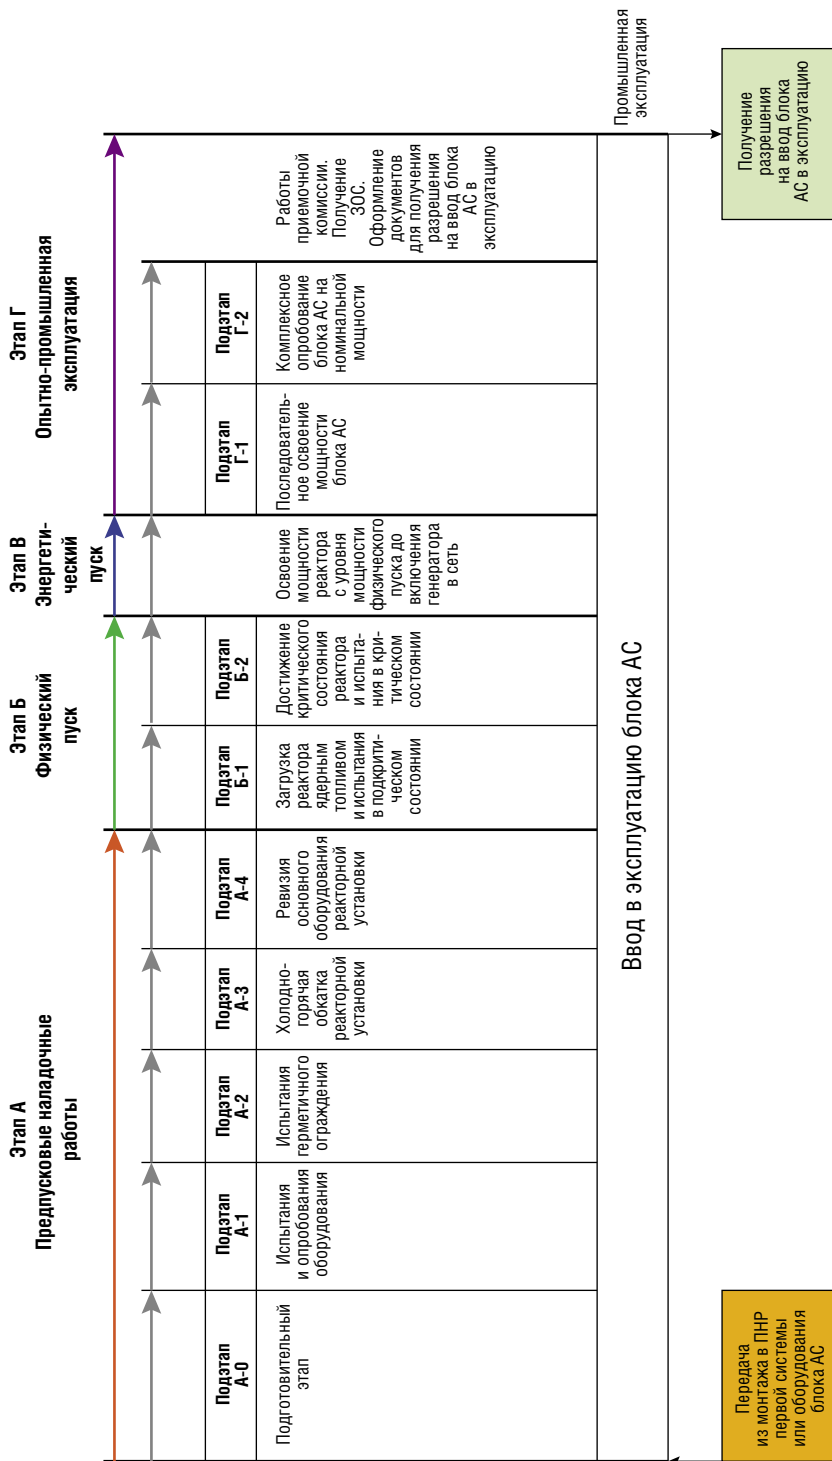 Этап А
Предпусковые наладочные
работы
Этап Б
Физический
пуск
Этап В
Энергети-
ческий
пуск
Этап Г
Опытно-промышленная
эксплуатация
Подэтап
А-0
Подэтап
А-1
Подэтап
А-2
Подэтап
А-3
Подэтап
А-4
Подэтап
Б-1
Подэтап
Б-2
Подэтап
Г-1
Подэтап
Г-2
Подготовительный
этап
Испытания
и опробования
оборудования
Испытания
герметичного
ограждения
Холодно-
горячая
обкатка
реакторной
установки
Ревизия
основного
оборудования
реакторной
установки
Загрузка
реактора
ядерным
топливом
и испытания
в подкрити-
ческом
состоянии
Достижение
критического
состояния
реактора
и испыта-
ния в кри-
тическом
состоянии
Освоение
мощности
реактора
с уровня
мощности
физического
пуска до
включения
генератора
в сеть
Последователь-
ное освоение
мощности
блока АС
Комплексное
опробование
блока АС на
номинальной
мощности
Работы
приемочной
комиссии.
Получение
ЗОС.
Оформление
документов
для получения
разрешения
на ввод блока
АС в
эксплуатацию
Ввод в эксплуатацию блока АС
Промышленная
эксплуатация
Передача
из монтажа в ПНР
первой системы
или оборудования
блока АС
Получение
разрешения
на ввод блока
АС в эксплуатацию